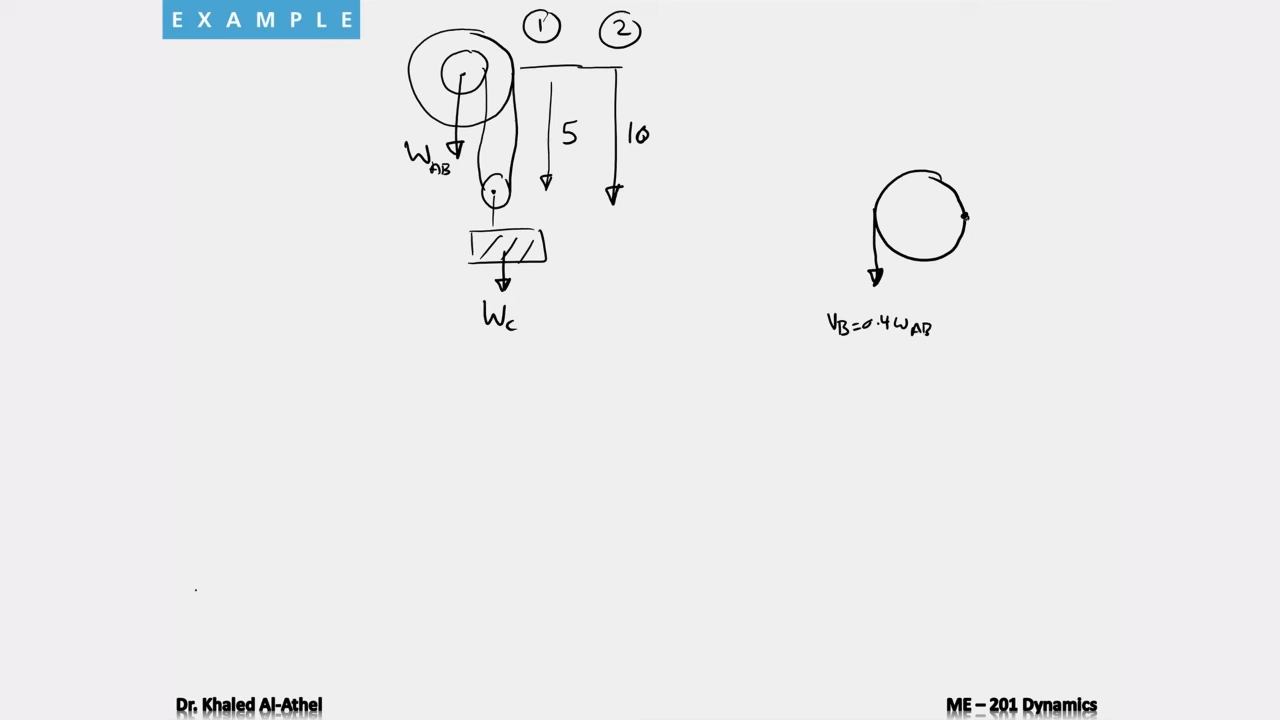 EXAMPLE
① ②
5 10
W_AB
W_C
V_B=0.4ω_AB
Dr. Khaled Al-Athel
ME – 201 Dynamics